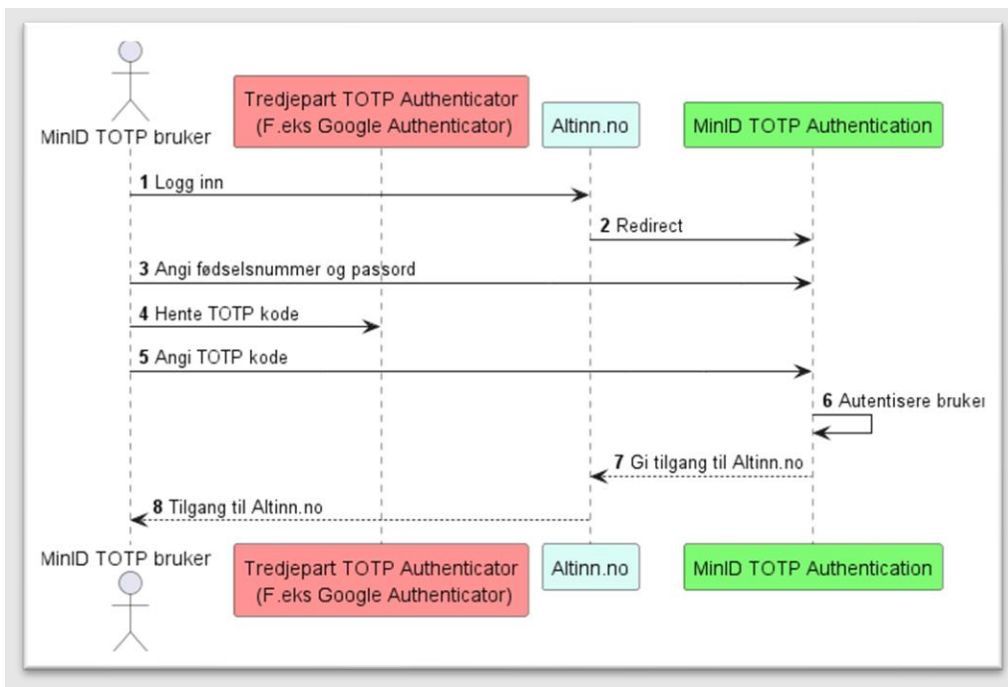 MinID TOTP bruker
Tredjepart TOTP Authenticator
(F.eks Google Authenticator)
Altinn.no
MinID TOTP Authentication
1 Logg inn
2 Redirect
3 Angi fødselsnummer og passord
4 Hente TOTP kode
5 Angi TOTP kode
6 Autentisere bruker
7 Gi tilgang til Altinn.no
8 Tilgang til Altinn.no
MinID TOTP bruker
Tredjepart TOTP Authenticator
(F.eks Google Authenticator)
Altinn.no
MinID TOTP Authentication